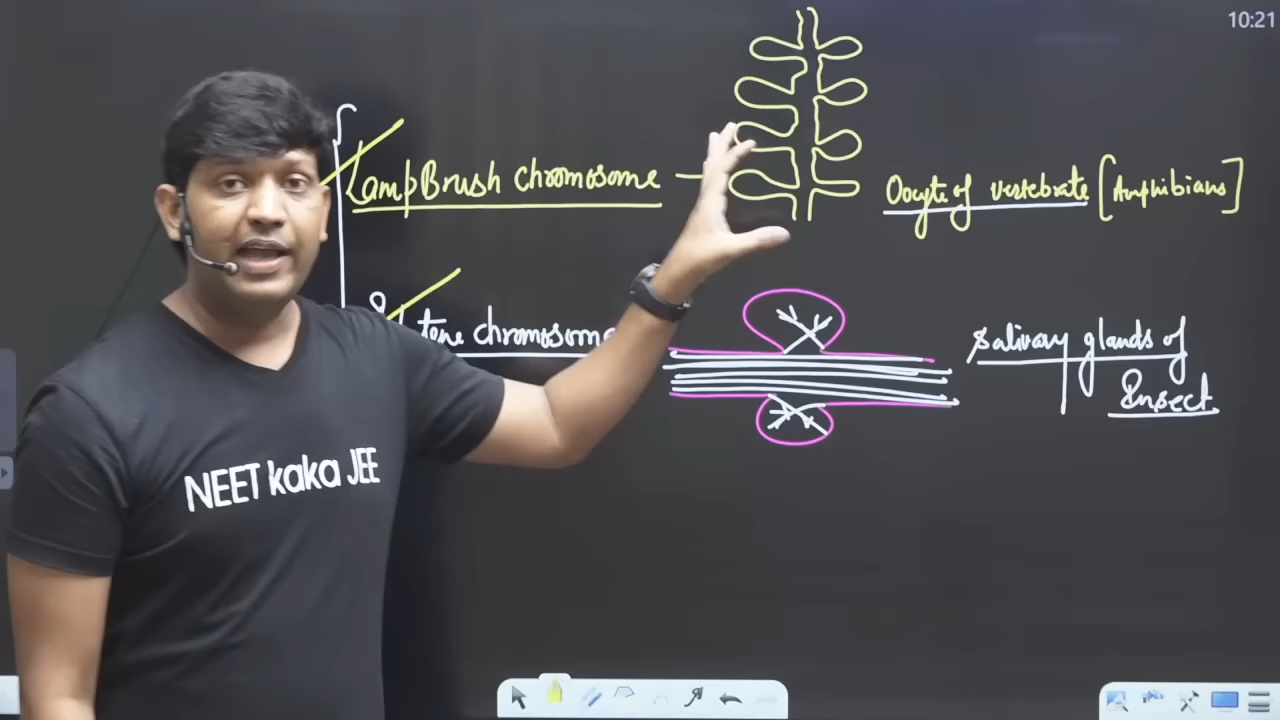 10:21
LampBrush chromosome —
Oocyte of vertebrate [Amphibians]
tene chromosome
Salivary glands of
Insect
NEET kaka JEE